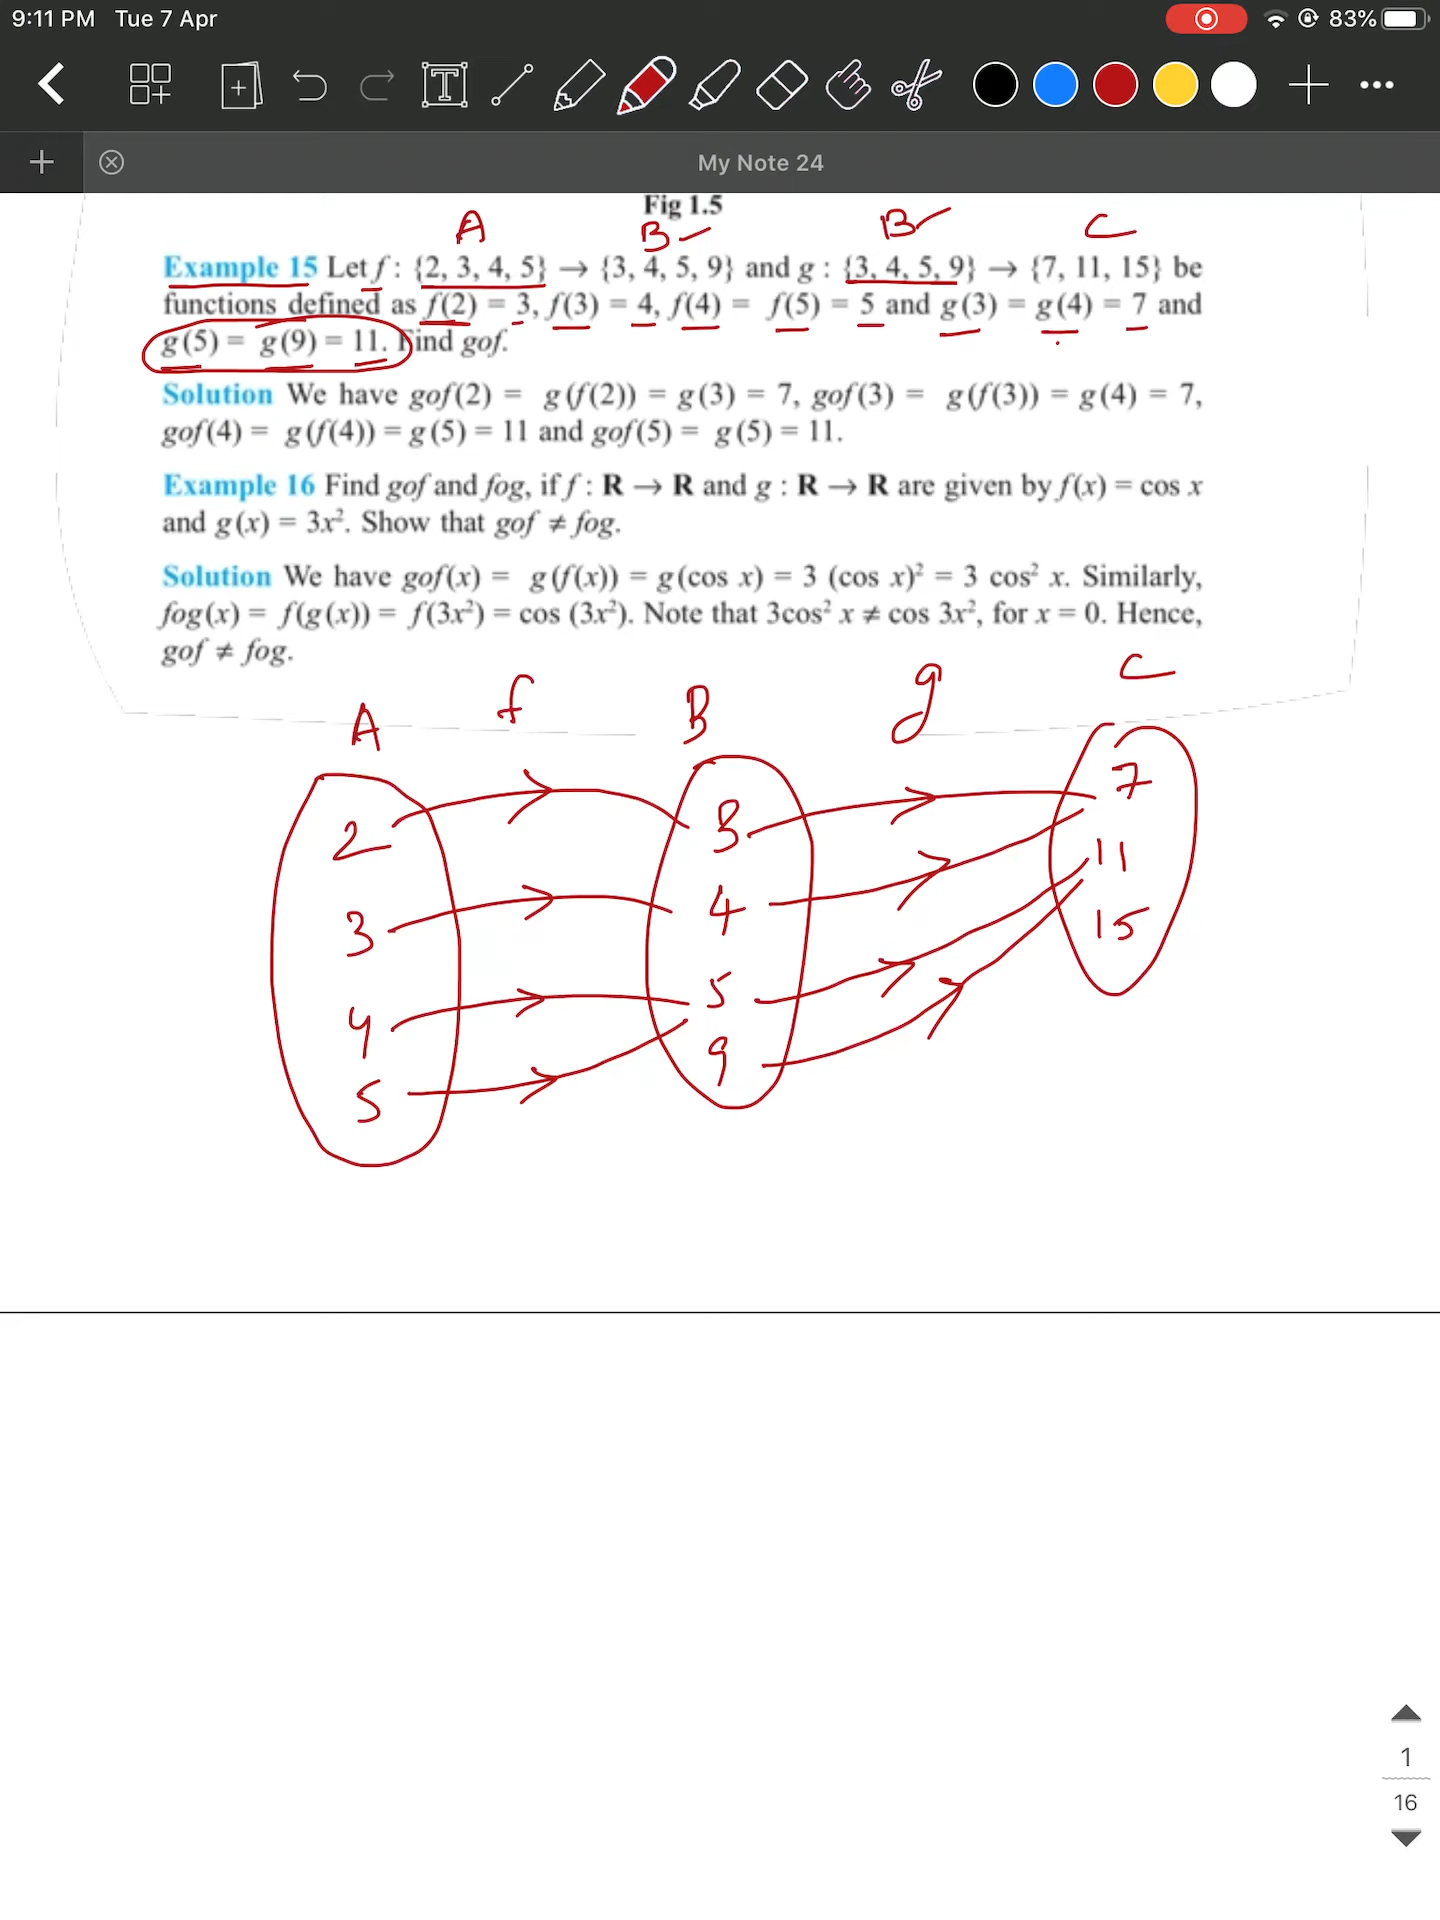 9:11 PM Tue 7 Apr
83%
T
My Note 24
Fig 1.5
A B B C
Example 15 Let f : {2, 3, 4, 5} → {3, 4, 5, 9} and g : {3, 4, 5, 9} → {7, 11, 15} be
functions defined as f(2) = 3, f(3) = 4, f(4) = f(5) = 5 and g(3) = g(4) = 7 and
g(5) = g(9) = 11. Find gof.
Solution We have gof(2) = g(f(2)) = g(3) = 7, gof(3) = g(f(3)) = g(4) = 7,
gof(4) = g(f(4)) = g(5) = 11 and gof(5) = g(5) = 11.
Example 16 Find gof and fog, if f : R → R and g : R → R are given by f(x) = cos x
and g(x) = 3x². Show that gof ≠ fog.
Solution We have gof(x) = g(f(x)) = g(cos x) = 3 (cos x)² = 3 cos² x. Similarly,
fog(x) = f(g(x)) = f(3x²) = cos (3x²). Note that 3cos² x ≠ cos 3x², for x = 0. Hence,
gof ≠ fog.
A f B g C
2 3 7
3 4 11
4 5 15
5 9
1
16